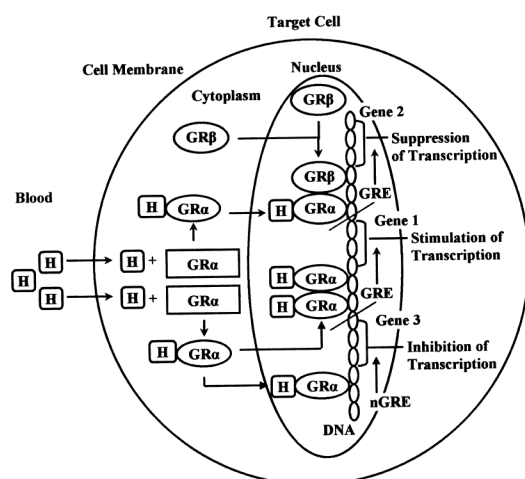 Target Cell
Cell Membrane
Nucleus
Cytoplasm
GRβ
Gene 2
GRβ
Suppression
of Transcription
GRβ
GRE
Blood
H
GRα
H
GRα
Gene 1
H
H
+
GRα
Stimulation of
Transcription
H
H
GRα
H
H
+
GRα
H
GRα
GRE
Gene 3
H
GRα
Inhibition of
Transcription
H
GRα
nGRE
DNA